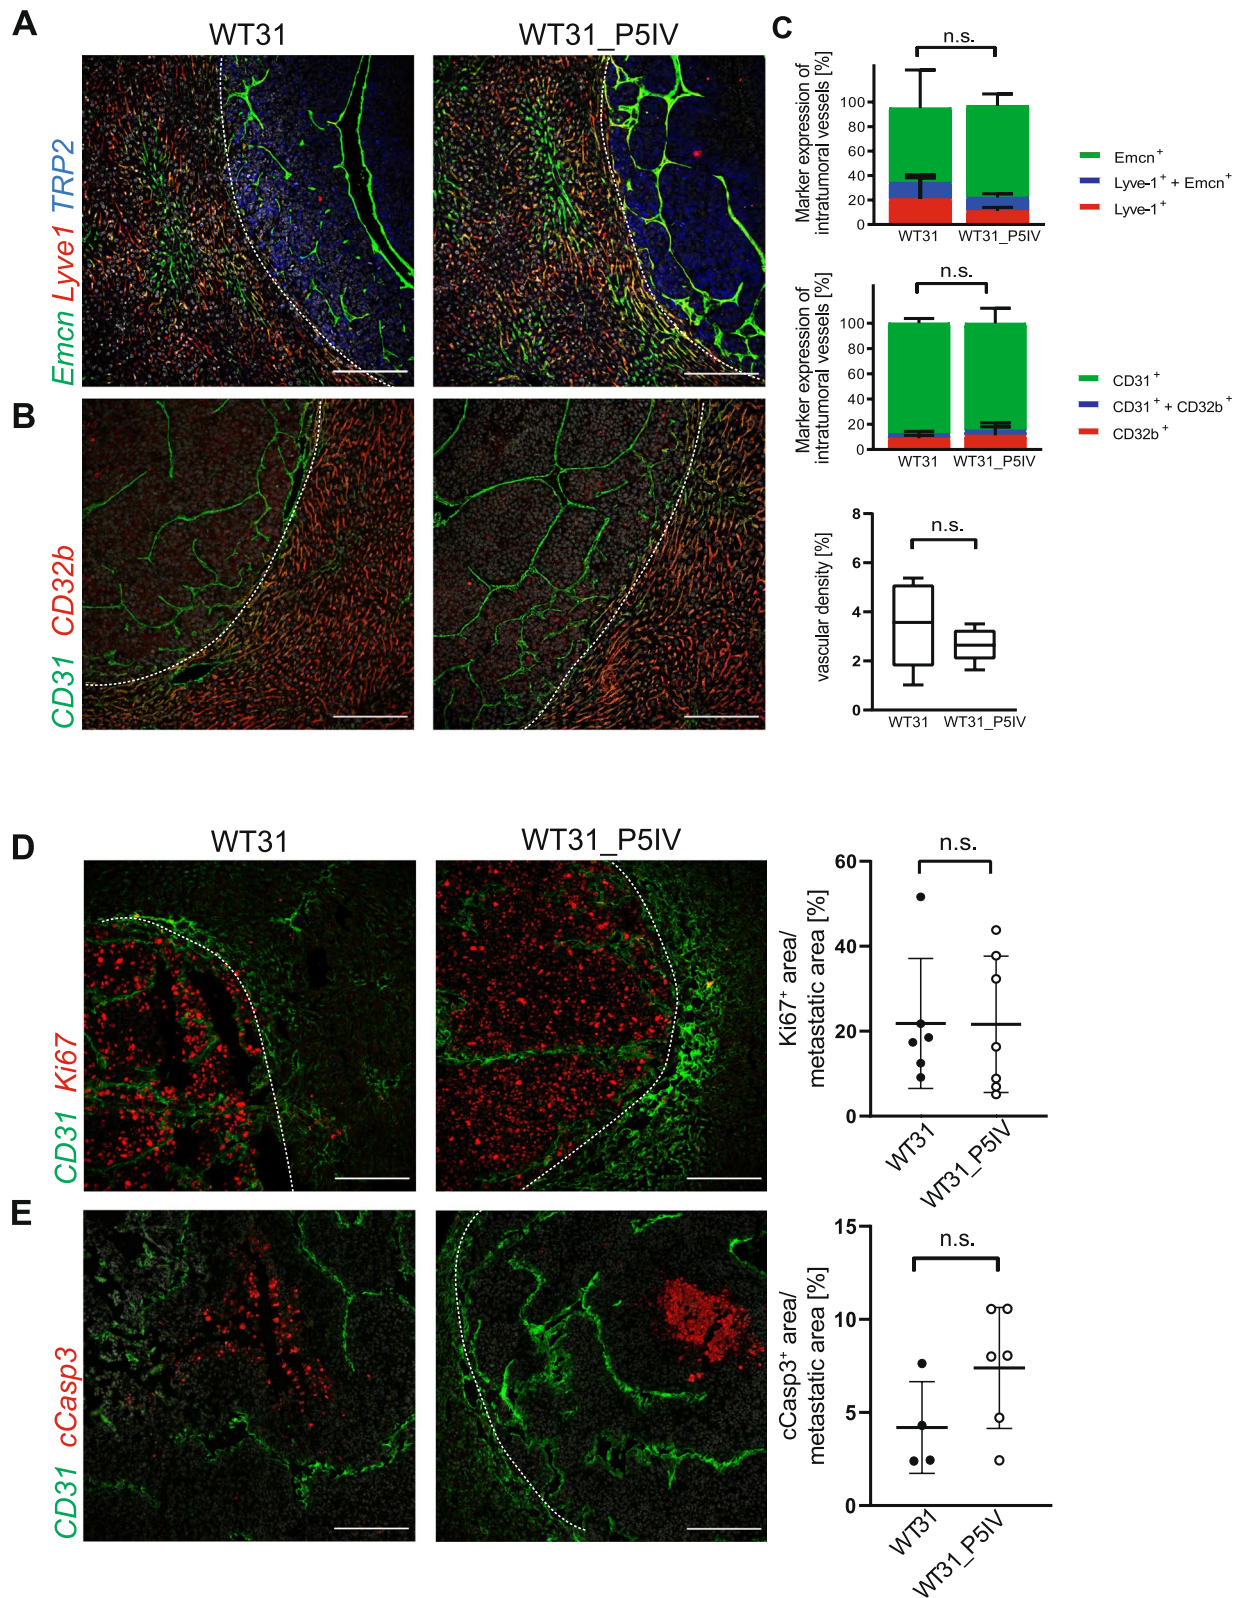 A
WT31
WT31_P5IV
Emcn Lyve1 TRP2
B
CD31 CD32b
C
n.s.
Marker expression of
intratumoral vessels [%]
100
80
60
40
20
0
WT31
WT31_P5IV
Emcn⁺
Lyve-1⁺ + Emcn⁺
Lyve-1⁺
n.s.
Marker expression of
intratumoral vessels [%]
100
80
60
40
20
0
WT31
WT31_P5IV
CD31⁺
CD31⁺ + CD32b⁺
CD32b⁺
n.s.
vascular density [%]
8
6
4
2
0
WT31
WT31_P5IV
D
WT31
WT31_P5IV
CD31 Ki67
n.s.
Ki67⁺ area/
metastatic area [%]
60
40
20
0
WT31
WT31_P5IV
E
CD31 cCasp3
n.s.
cCasp3⁺ area/
metastatic area [%]
15
10
5
0
WT31
WT31_P5IV